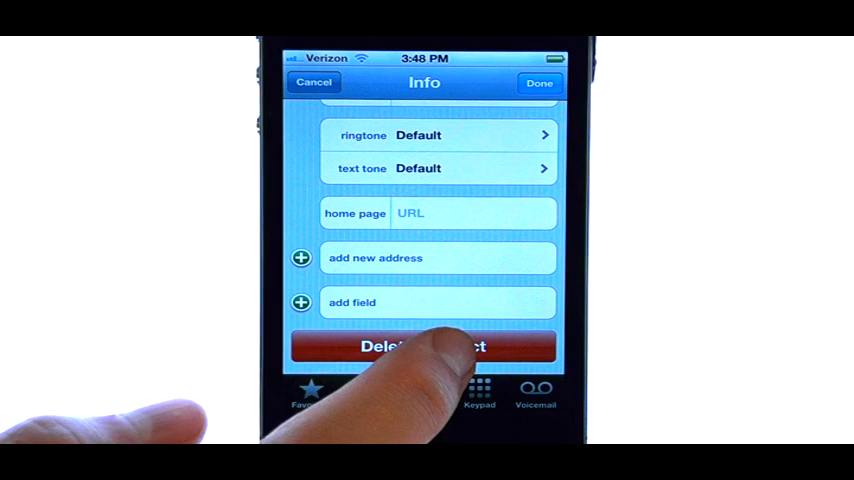 Verizon 3:48 PM
Cancel Info Done
ringtone Default
text tone Default
home page URL
add new address
add field
Keypad Voicemail